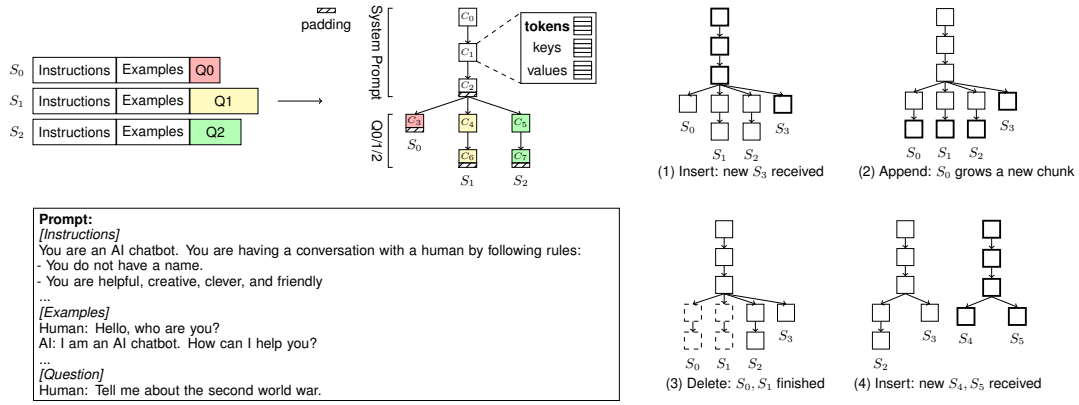 S0 Instructions Examples Q0
S1 Instructions Examples Q1
S2 Instructions Examples Q2
padding
System Prompt
Q0/1/2
C0
C1
C2
C3 C4 C5
S0
C6 C7
S1 S2
tokens
keys
values
S0 S1 S2 S3
(1) Insert: new S3 received
S0 S1 S2 S3
(2) Append: S0 grows a new chunk
Prompt:
[Instructions]
You are an AI chatbot. You are having a conversation with a human by following rules:
- You do not have a name.
- You are helpful, creative, clever, and friendly
...
[Examples]
Human: Hello, who are you?
AI: I am an AI chatbot. How can I help you?
...
[Question]
Human: Tell me about the second world war.
S0 S1 S2 S3
(3) Delete: S0, S1 finished
S2 S3 S4 S5
(4) Insert: new S4, S5 received